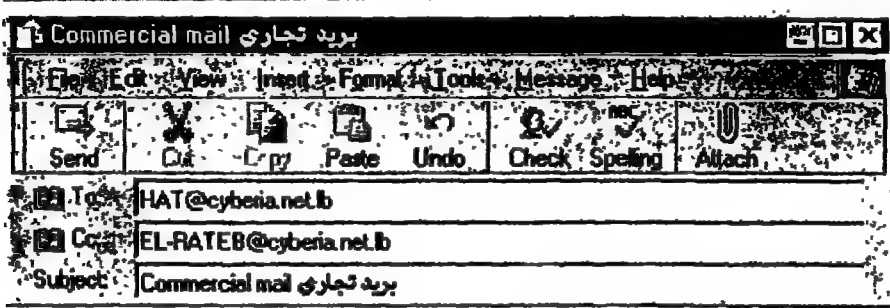 Commercial mail بريد تجاري
File Edit View Insert Format Tools Message Help
Send Cut Copy Paste Undo Check Spelling Attach
To: HAT@cyberia.net.lb
Cc: EL-RATEB@cyberia.net.lb
Subject: Commercial mail بريد تجاري